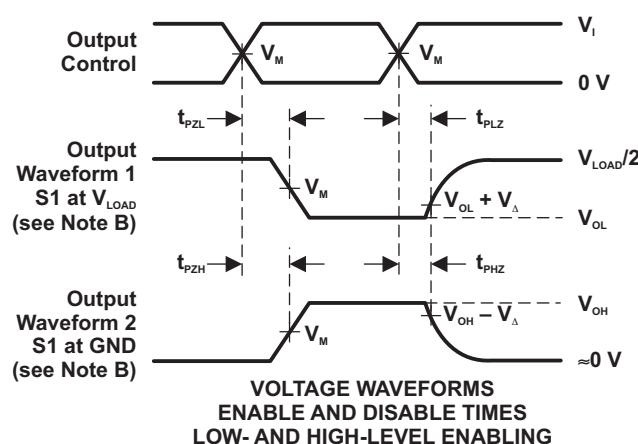 Output
Control
V_M
V_M
V_I
0 V
t_PZL
t_PLZ
Output
Waveform 1
S1 at V_LOAD
(see Note B)
V_M
V_LOAD/2
V_OL + V_Δ
V_OL
t_PZH
t_PHZ
Output
Waveform 2
S1 at GND
(see Note B)
V_M
V_OH
V_OH – V_Δ
≈0 V
VOLTAGE WAVEFORMS
ENABLE AND DISABLE TIMES
LOW- AND HIGH-LEVEL ENABLING